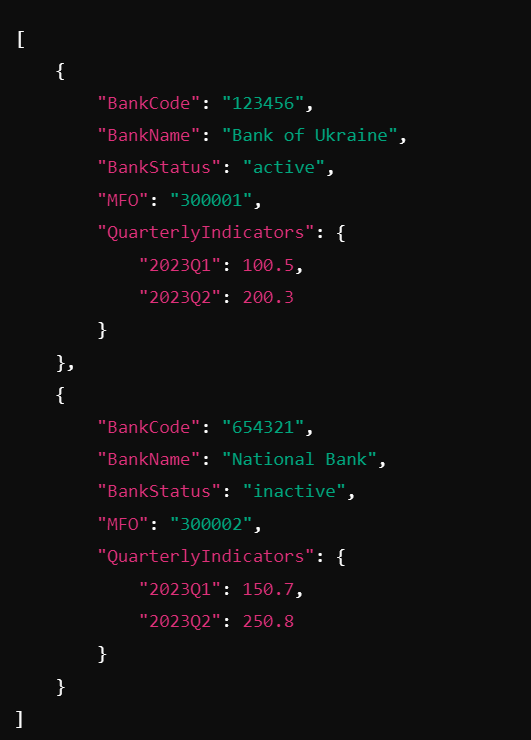 [
    {
        "BankCode": "123456",
        "BankName": "Bank of Ukraine",
        "BankStatus": "active",
        "MFO": "300001",
        "QuarterlyIndicators": {
            "2023Q1": 100.5,
            "2023Q2": 200.3
        }
    },
    {
        "BankCode": "654321",
        "BankName": "National Bank",
        "BankStatus": "inactive",
        "MFO": "300002",
        "QuarterlyIndicators": {
            "2023Q1": 150.7,
            "2023Q2": 250.8
        }
    }
]